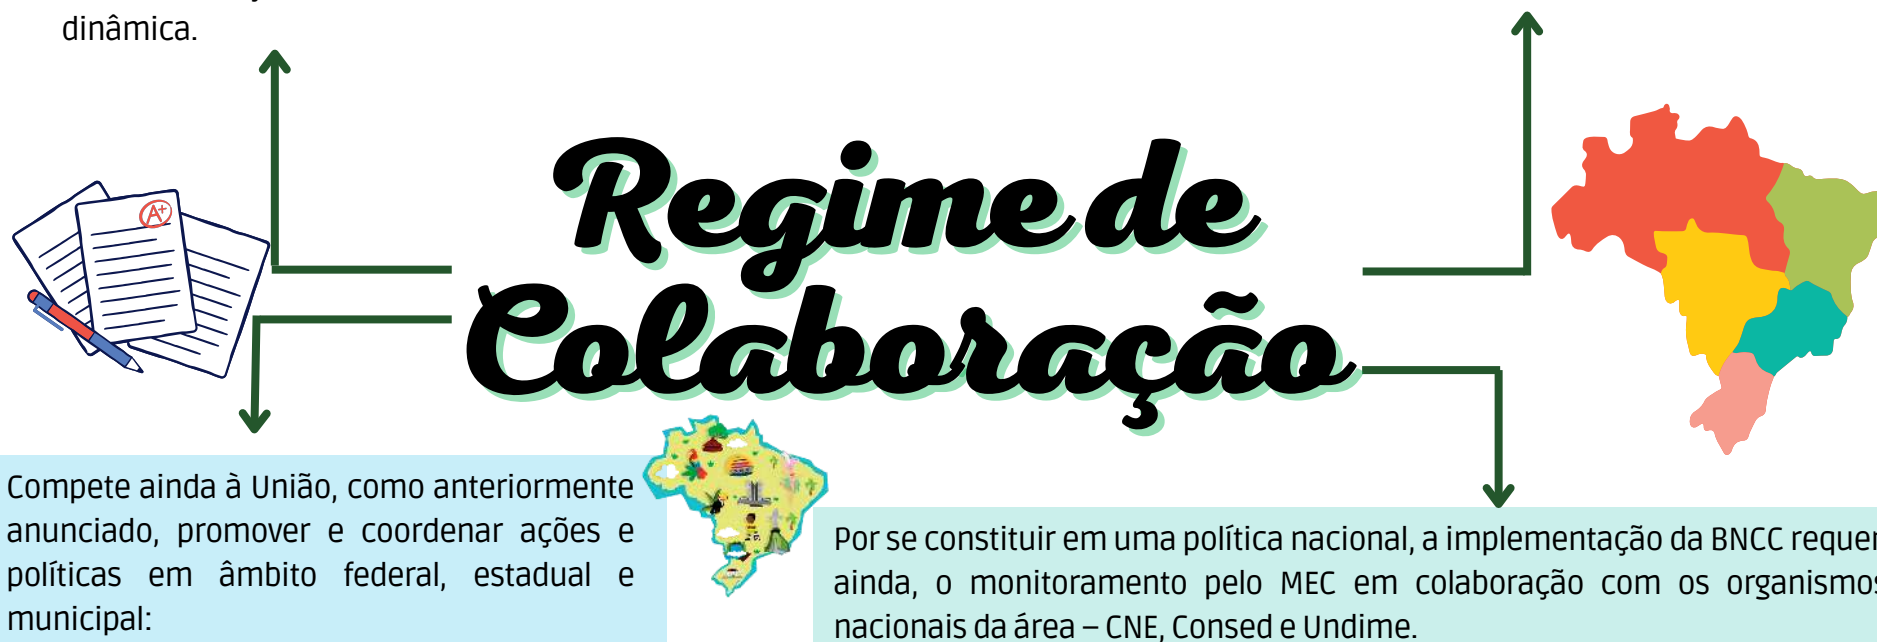 dinâmica.
A+
Regime de
Colaboração
Compete ainda à União, como anteriormente
anunciado, promover e coordenar ações e
políticas em âmbito federal, estadual e
municipal:
Por se constituir em uma política nacional, a implementação da BNCC requer
ainda, o monitoramento pelo MEC em colaboração com os organismos
nacionais da área – CNE, Consed e Undime.